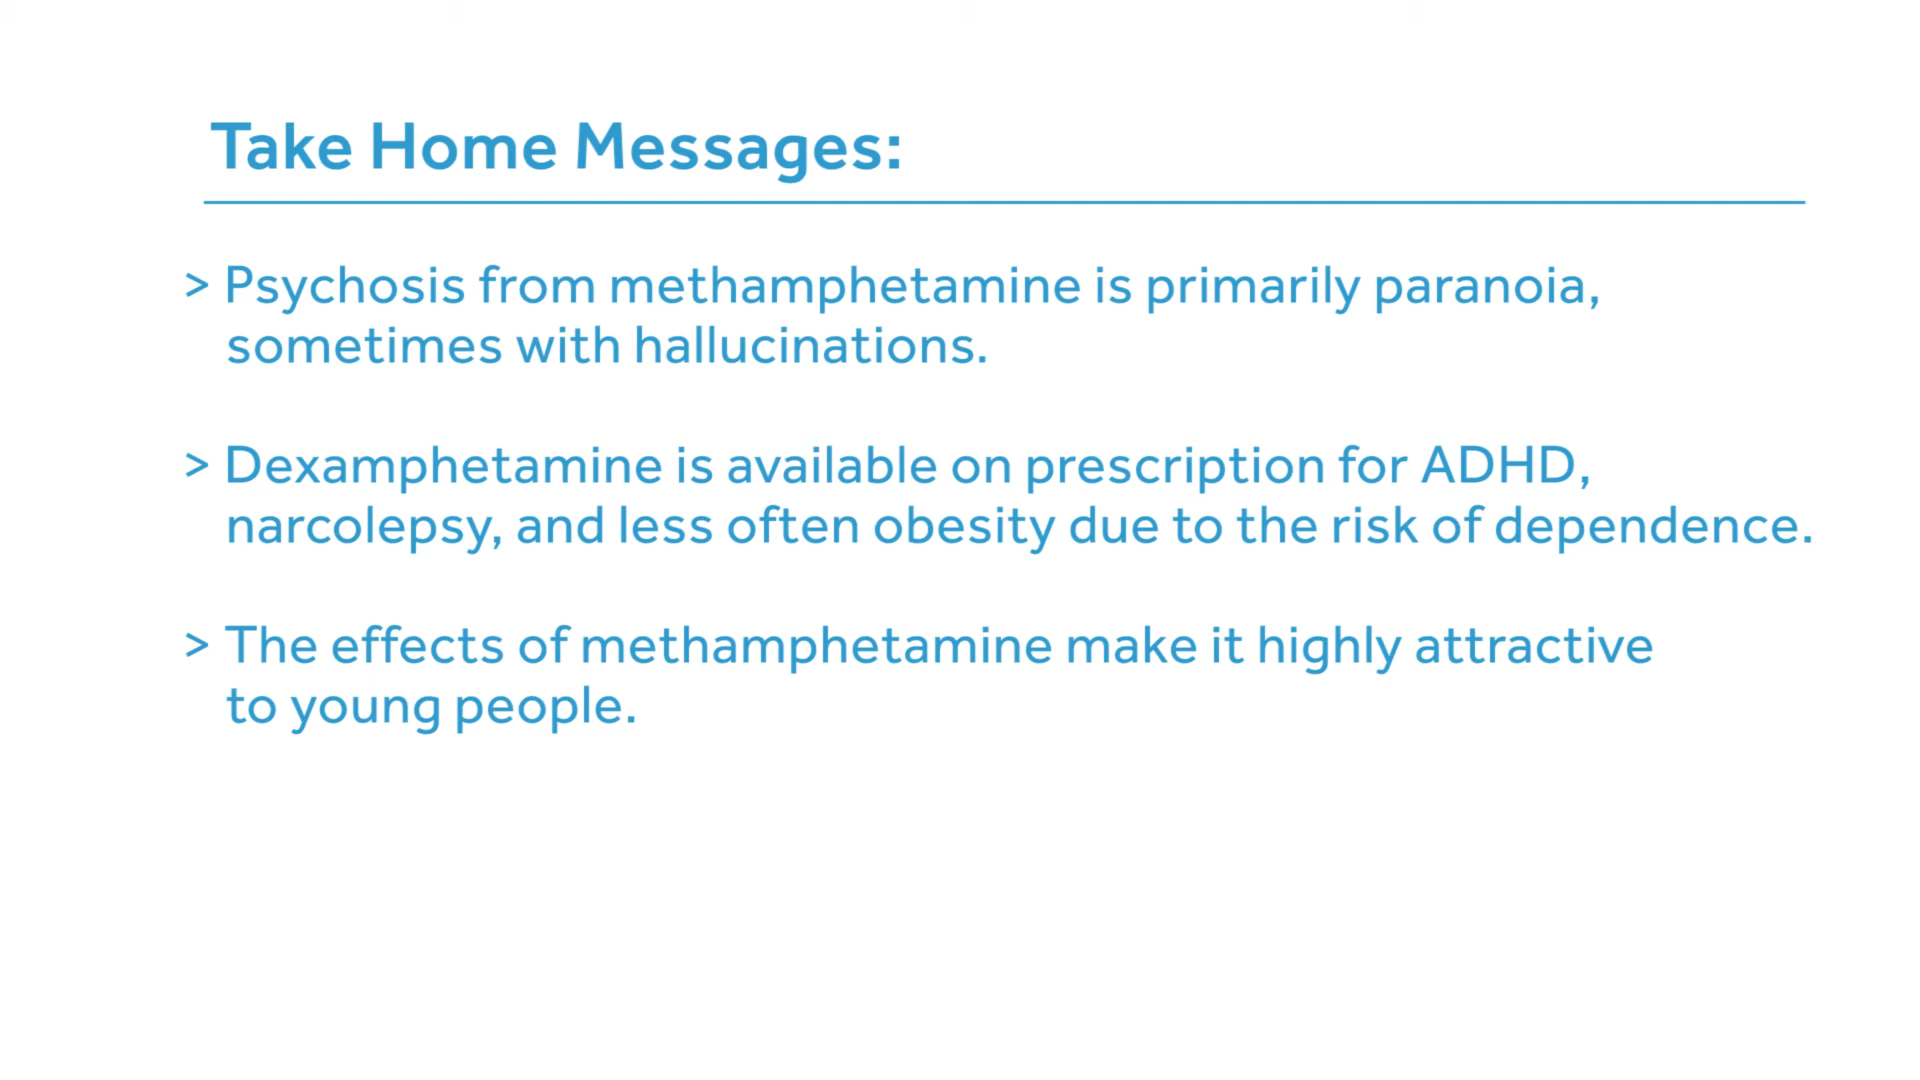 Take Home Messages:
> Psychosis from methamphetamine is primarily paranoia,
sometimes with hallucinations.
> Dexamphetamine is available on prescription for ADHD,
narcolepsy, and less often obesity due to the risk of dependence.
> The effects of methamphetamine make it highly attractive
to young people.